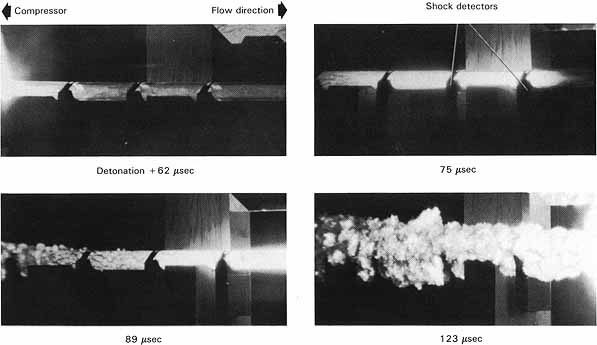 Compressor
Flow direction
Shock detectors
Detonation +62 μsec
75 μsec
89 μsec
123 μsec